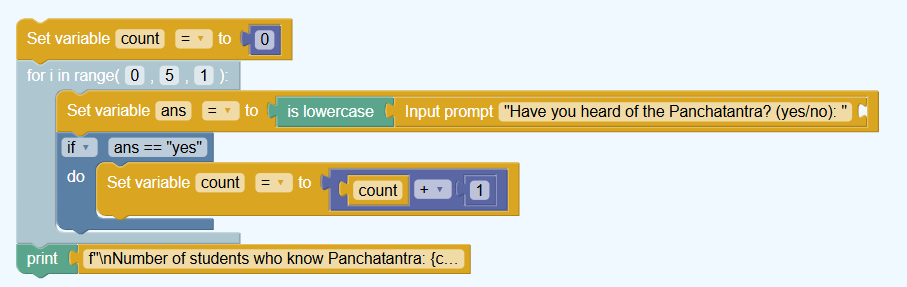 Set variable count = to 0
for i in range( 0 , 5 , 1 ):
Set variable ans = to is lowercase Input prompt "Have you heard of the Panchatantra? (yes/no): "
if ans == "yes"
do Set variable count = to count + 1
print f"\nNumber of students who know Panchatantra: {c...